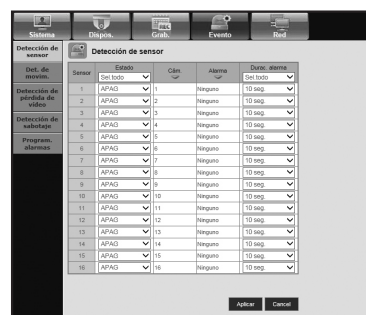 Sistema Dispos. Grab. Evento Red
Detección de sensor
Det. de movim.
Detección de pérdida de vídeo
Detección de sabotaje
Program. alarmas
Detección de sensor
Sensor Estado Cám. Alarma Durac. alarma
Sel.todo Sel.todo
1 APAG 1 Ninguno 10 seg.
2 APAG 2 Ninguno 10 seg.
3 APAG 3 Ninguno 10 seg.
4 APAG 4 Ninguno 10 seg.
5 APAG 5 Ninguno 10 seg.
6 APAG 6 Ninguno 10 seg.
7 APAG 7 Ninguno 10 seg.
8 APAG 8 Ninguno 10 seg.
9 APAG 9 Ninguno 10 seg.
10 APAG 10 Ninguno 10 seg.
11 APAG 11 Ninguno 10 seg.
12 APAG 12 Ninguno 10 seg.
13 APAG 13 Ninguno 10 seg.
14 APAG 14 Ninguno 10 seg.
15 APAG 15 Ninguno 10 seg.
16 APAG 16 Ninguno 10 seg.
Aplicar Cancel